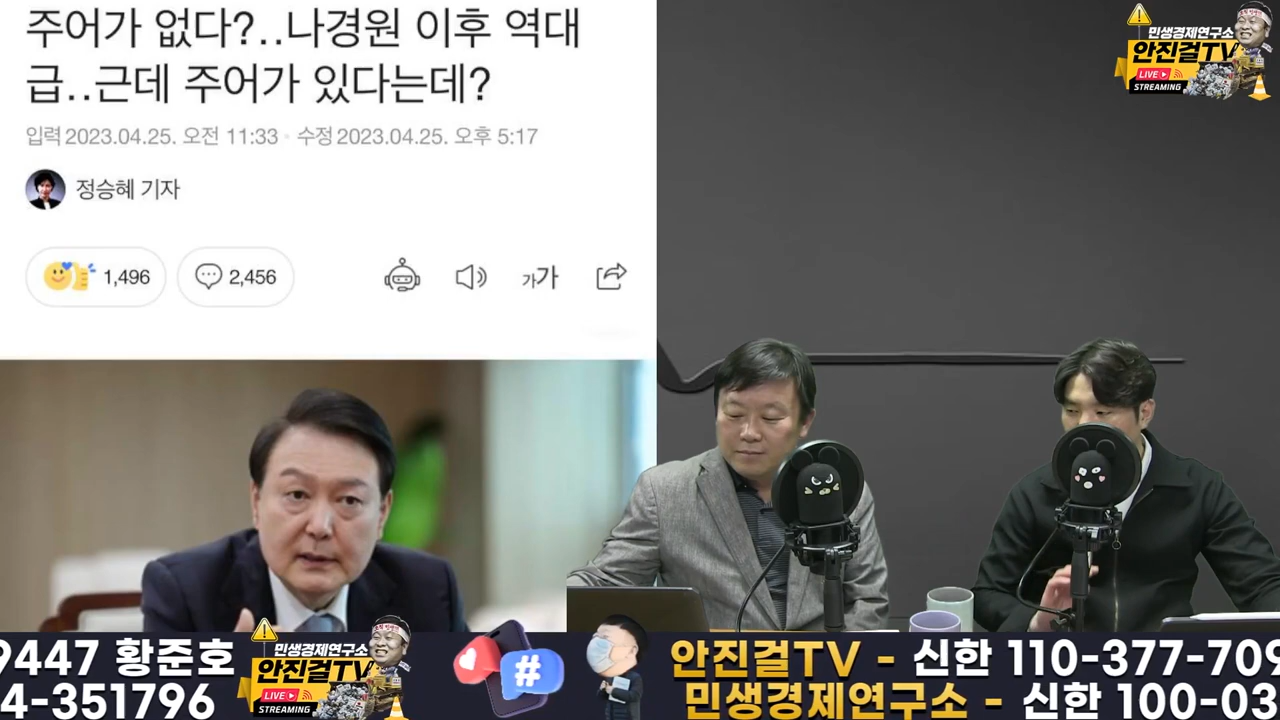 주어가 없다?‥나경원 이후 역대
급‥근데 주어가 있다는데?
입력 2023.04.25. 오전 11:33 · 수정 2023.04.25. 오후 5:17
정승혜 기자
1,496
2,456
가가
민생경제연구소
안진걸TV
LIVE
STREAMING
9447 황준호
4-351796
민생경제연구소
안진걸TV
LIVE
STREAMING
#
안진걸TV - 신한 110-377-709
민생경제연구소 - 신한 100-03